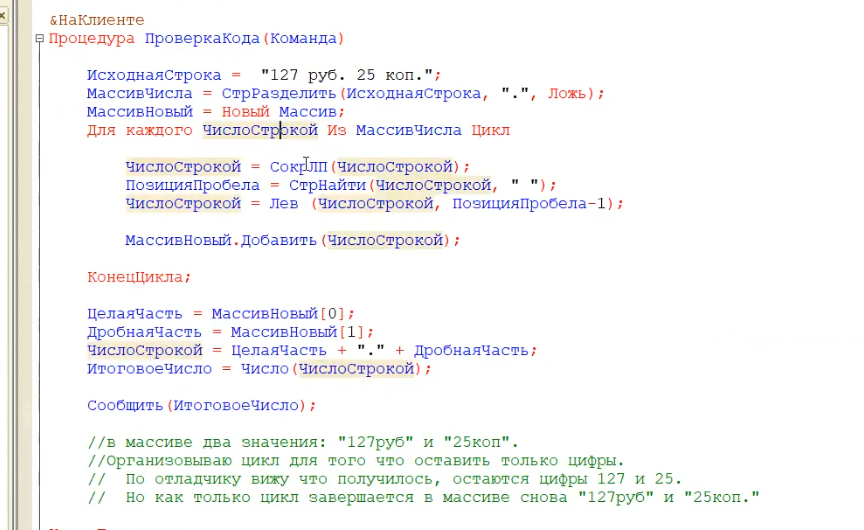 &НаКлиенте
Процедура ПроверкаКода(Команда)
ИсходнаяСтрока =  "127 руб. 25 коп.";
МассивЧисла = СтрРазделить(ИсходнаяСтрока, ".", Ложь);
МассивНовый = Новый Массив;
Для каждого ЧислоСтрокой Из МассивЧисла Цикл
ЧислоСтрокой = СокрЛП(ЧислоСтрокой);
ПозицияПробела = СтрНайти(ЧислоСтрокой, " ");
ЧислоСтрокой = Лев (ЧислоСтрокой, ПозицияПробела-1);
МассивНовый.Добавить(ЧислоСтрокой);
КонецЦикла;
ЦелаяЧасть = МассивНовый[0];
ДробнаяЧасть = МассивНовый[1];
ЧислоСтрокой = ЦелаяЧасть + "." + ДробнаяЧасть;
ИтоговоеЧисло = Число(ЧислоСтрокой);
Сообщить(ИтоговоеЧисло);
//в массиве два значения: "127руб" и "25коп".
//Организовываю цикл для того что оставить только цифры.
//  По отладчику вижу что получилось, остаются цифры 127 и 25.
//  Но как только цикл завершается в массиве снова "127руб" и "25коп."